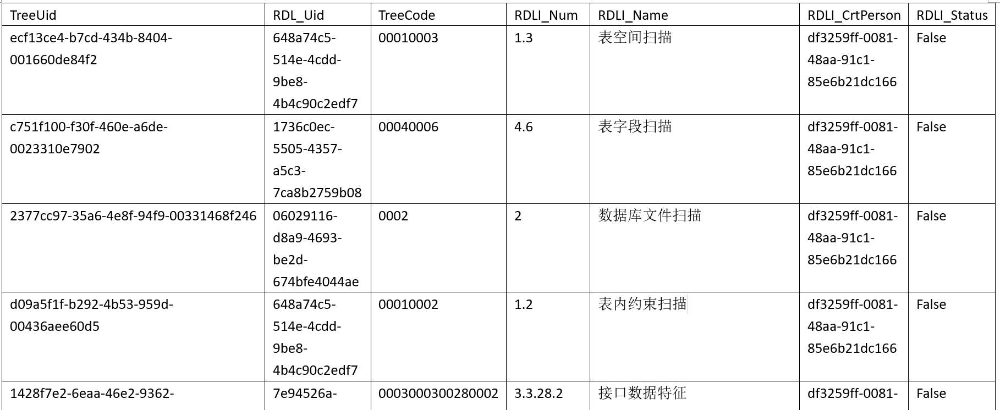 TreeUid RDL_Uid TreeCode RDLI_Num RDLI_Name RDLI_CrtPerson RDLI_Status
ecf13ce4-b7cd-434b-8404- 648a74c5- 00010003 1.3 表空间扫描 df3259ff-0081- False
001660de84f2 514e-4cdd- 48aa-91c1-
9be8- 85e6b21dc166
4b4c90c2edf7
c751f100-f30f-460e-a6de- 1736c0ec- 00040006 4.6 表字段扫描 df3259ff-0081- False
0023310e7902 5505-4357- 48aa-91c1-
a5c3- 85e6b21dc166
7ca8b2759b08
2377cc97-35a6-4e8f-94f9-00331468f246 06029116- 0002 2 数据库文件扫描 df3259ff-0081- False
d8a9-4693- 48aa-91c1-
be2d- 85e6b21dc166
674bfe4044ae
d09a5f1f-b292-4b53-959d- 648a74c5- 00010002 1.2 表内约束扫描 df3259ff-0081- False
00436aee60d5 514e-4cdd- 48aa-91c1-
9be8- 85e6b21dc166
4b4c90c2edf7
1428f7e2-6eaa-46e2-9362- 7e94526a- 0003000300280002 3.3.28.2 接口数据特征 df3259ff-0081- False